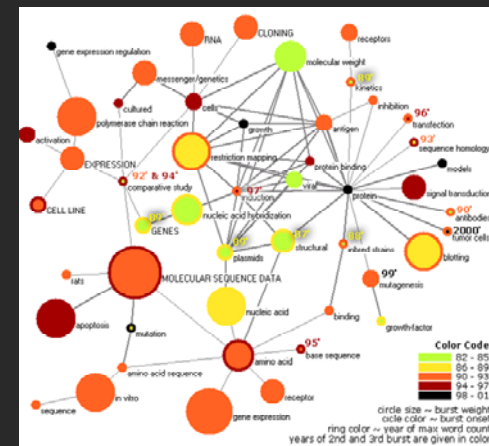 RNA
CLONING
receptors
gene expression regulation
messenger/genetics
molecular weight
89'
kinetics
cultured
cells
inhibition
polymerase chain reaction
growth
antigen
96'
transfection
activation
93'
sequence homology
EXPRESSION
restriction mapping
protein binding
models
92' & 94'
comparative study
97'
induction
viral
protein
signal transduction
CELL LINE
nucleic acid hybridization
90'
antibodies
89'
GENES
87'
structural
88'
inbred strains
2000'
tumor cells
plasmids
blotting
MOLECULAR SEQUENCE DATA
99'
mutagenesis
rats
nucleic acid
apoptosis
mutation
binding
growth-factor
95'
base sequence
amino acid
amino acid sequence
in vitro
receptor
sequence
gene expression
Color Code
82 - 85
86 - 89
90 - 93
94 - 97
98 - 01
circle size ~ burst weight
cicle color ~ burst onset
ring color ~ year of max word count
years of 2nd and 3rd burst are given in color